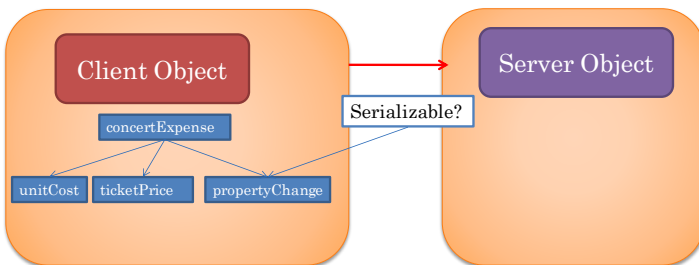 Client Object
Server Object
Serializable?
concertExpense
unitCost
ticketPrice
propertyChange